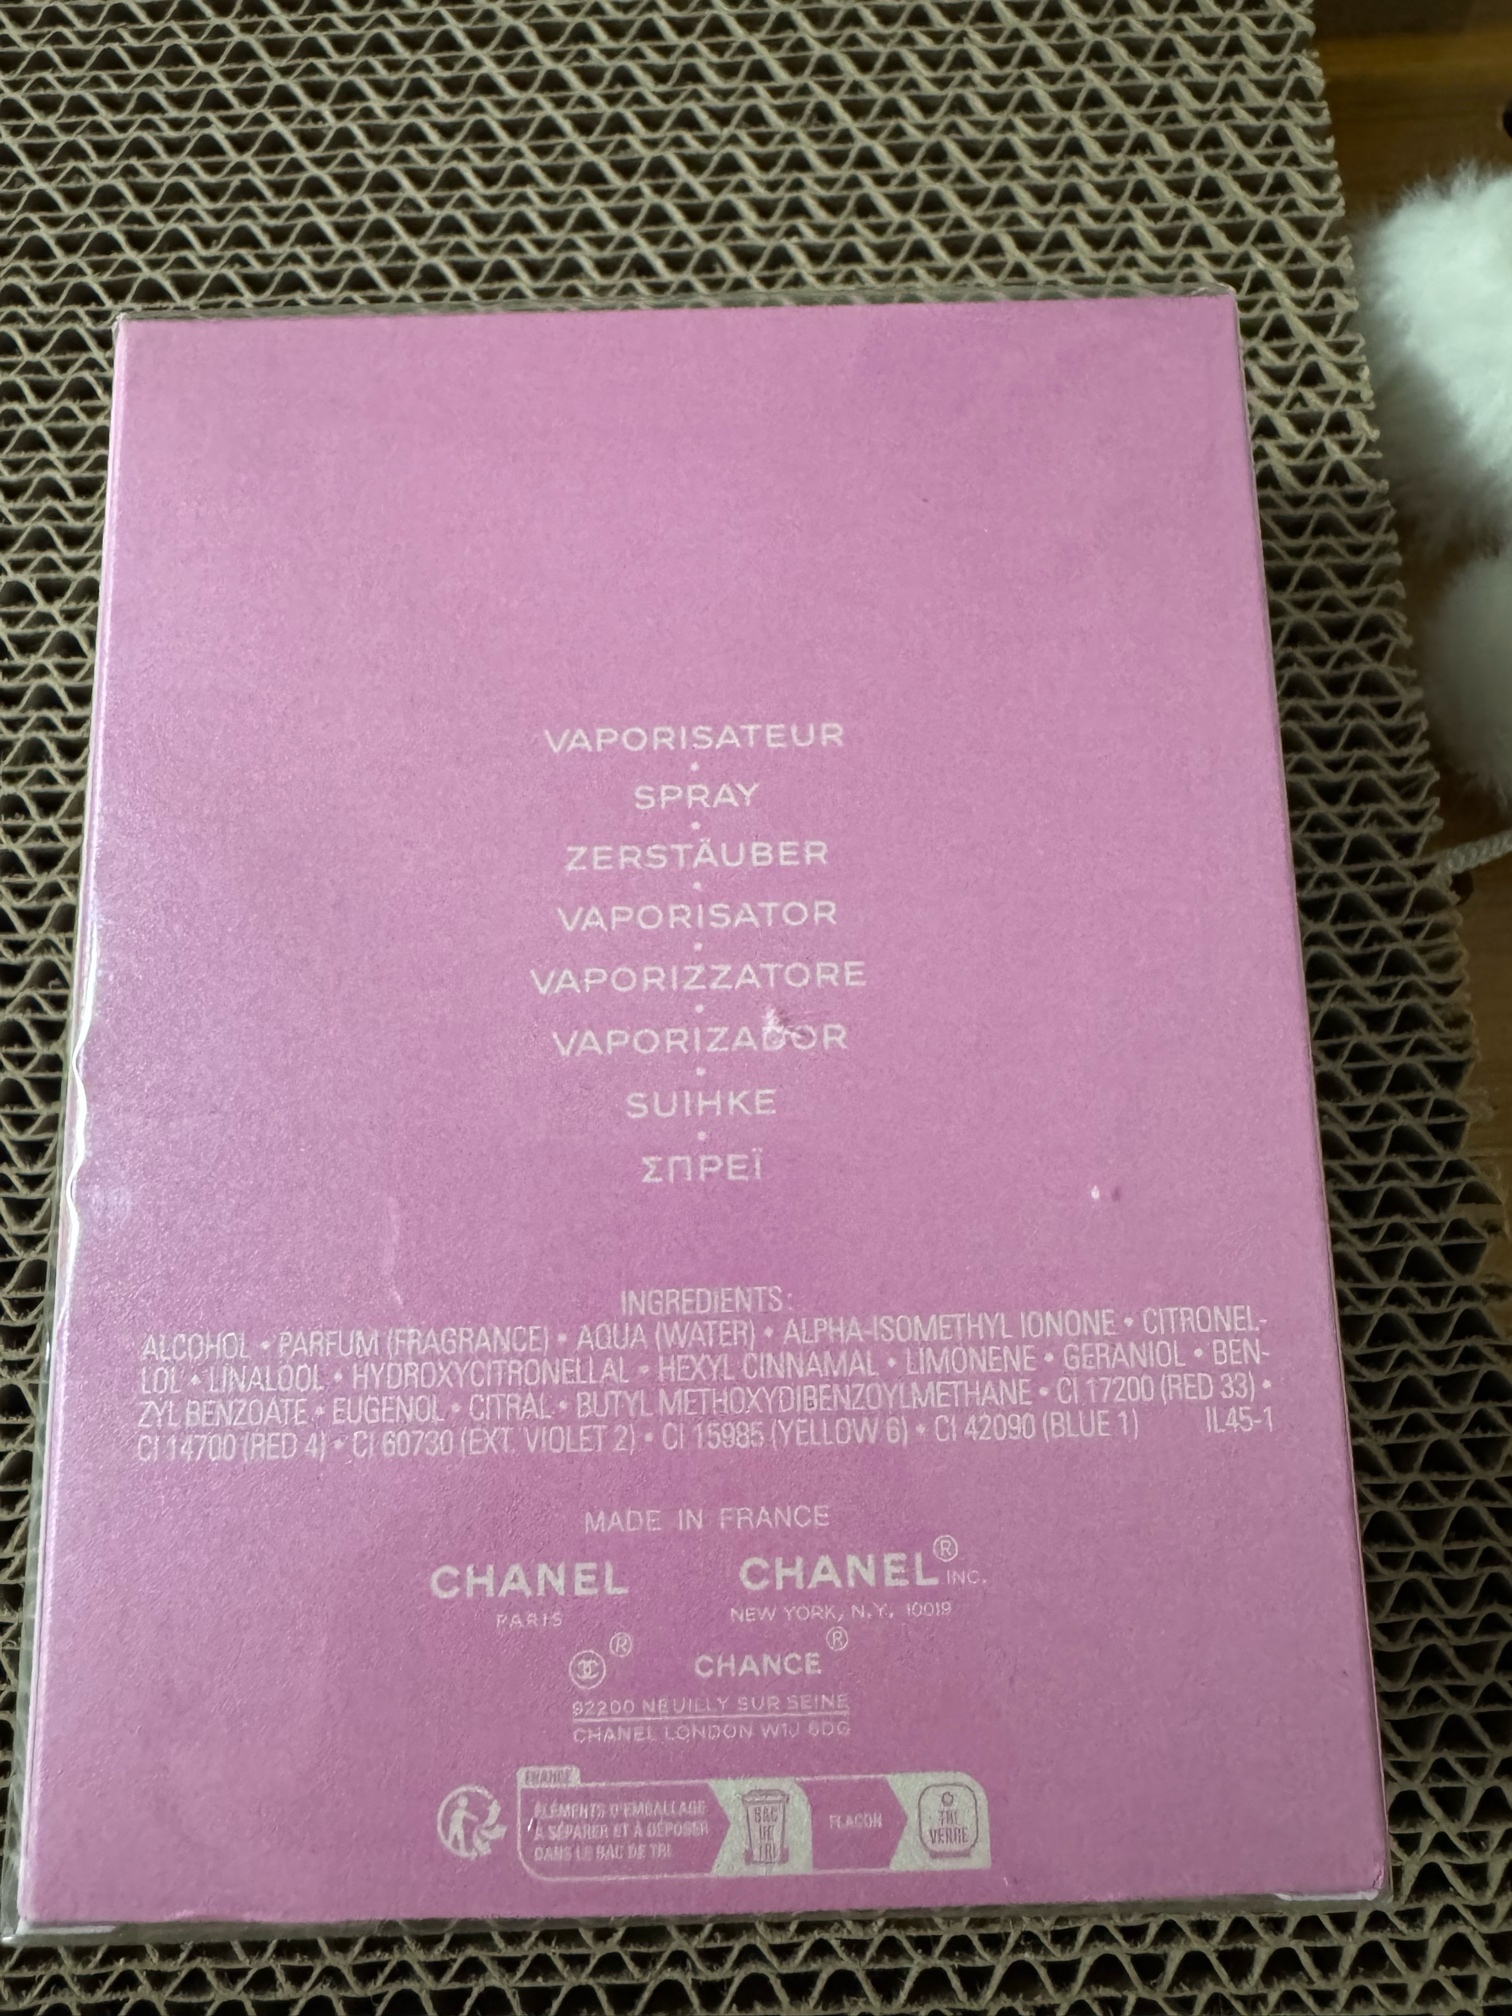 VAPORISATEUR
•
SPRAY
•
ZERSTÄUBER
•
VAPORISATOR
•
VAPORIZZATORE
•
VAPORIZADOR
•
SUIHKE
•
ΣΠΡΕΪ
INGREDIENTS:
ALCOHOL • PARFUM (FRAGRANCE) • AQUA (WATER) • ALPHA-ISOMETHYL IONONE • CITRONEL-
LOL • LINALOOL • HYDROXYCITRONELLAL • HEXYL CINNAMAL • LIMONENE • GERANIOL • BEN-
ZYL BENZOATE • EUGENOL • CITRAL • BUTYL METHOXYDIBENZOYLMETHANE • CI 17200 (RED 33) •
CI 14700 (RED 4) • CI 60730 (EXT. VIOLET 2) • CI 15985 (YELLOW 6) • CI 42090 (BLUE 1) IL45-1
MADE IN FRANCE
CHANEL CHANEL® INC.
PARIS NEW YORK, N.Y. 10019
® CHANCE®
92200 NEUILLY SUR SEINE
CHANEL LONDON W1J 6DG
FRANCE
ÉLÉMENTS D'EMBALLAGE
À SÉPARER ET À DÉPOSER
DANS LE BAC DE TRI
BAC
DE
TRI
FLACON
TRI
VERRE